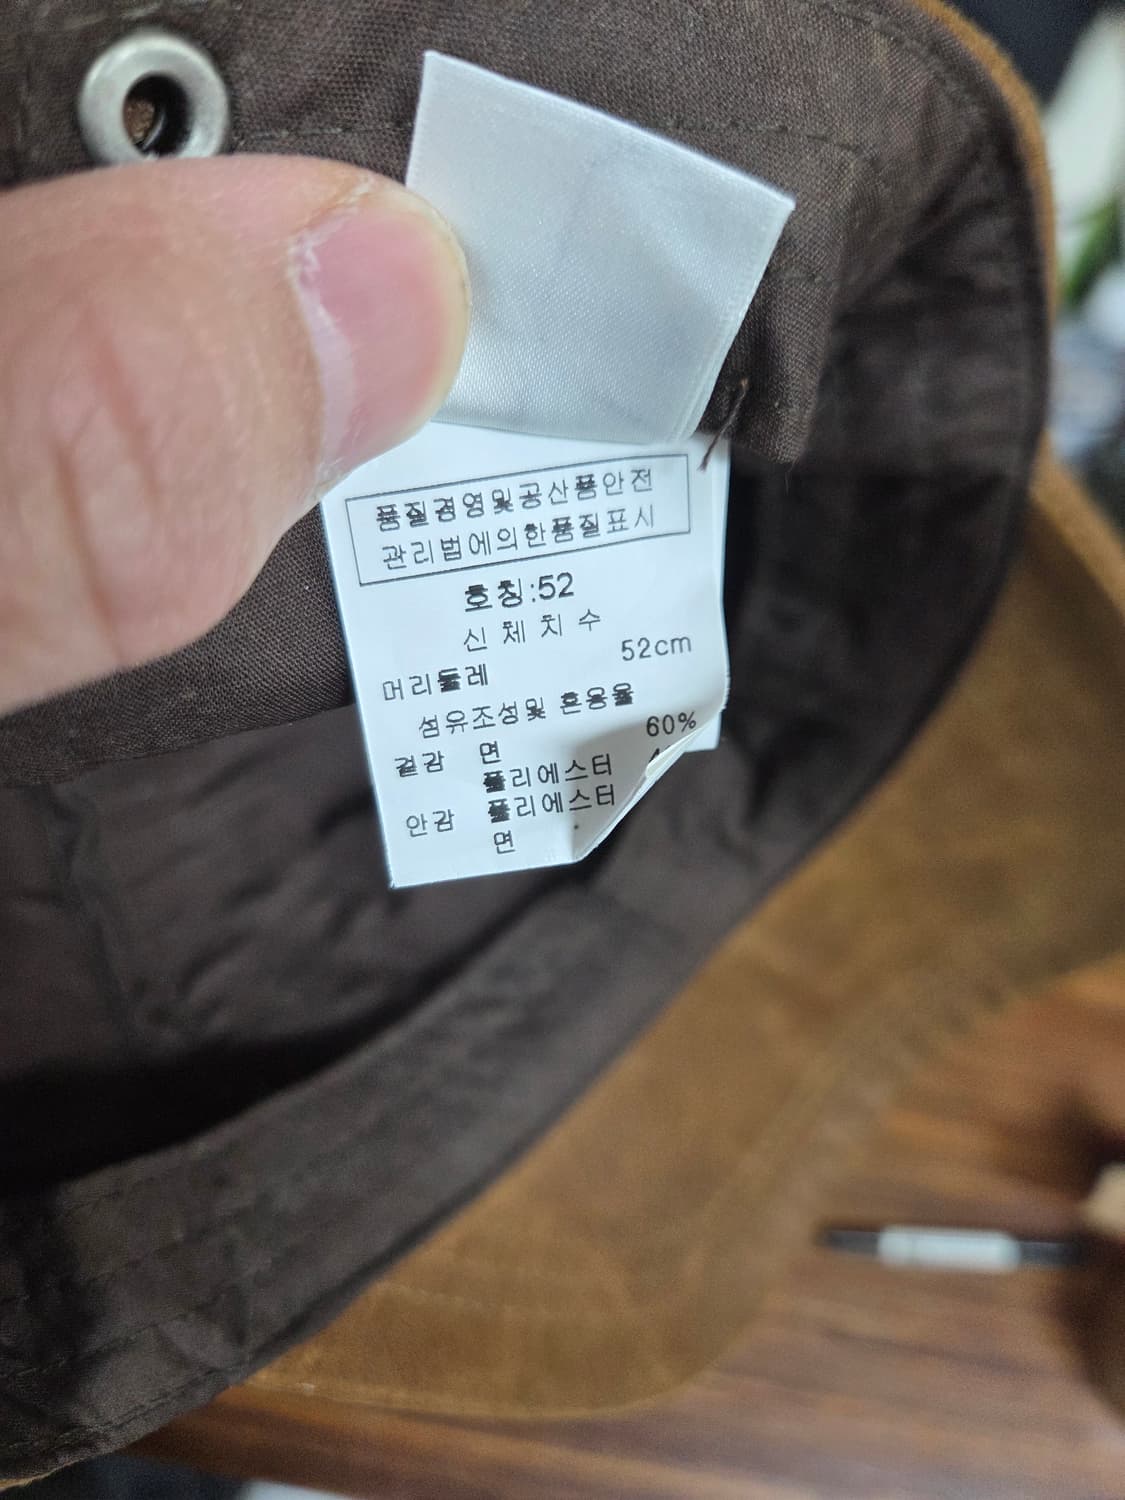 품질경영및공산품안전
관리법에의한품질표시
호칭:52
신체치수
머리둘레 52cm
섬유조성및 혼용율
겉감 면 60%
폴리에스터
안감 폴리에스터
면